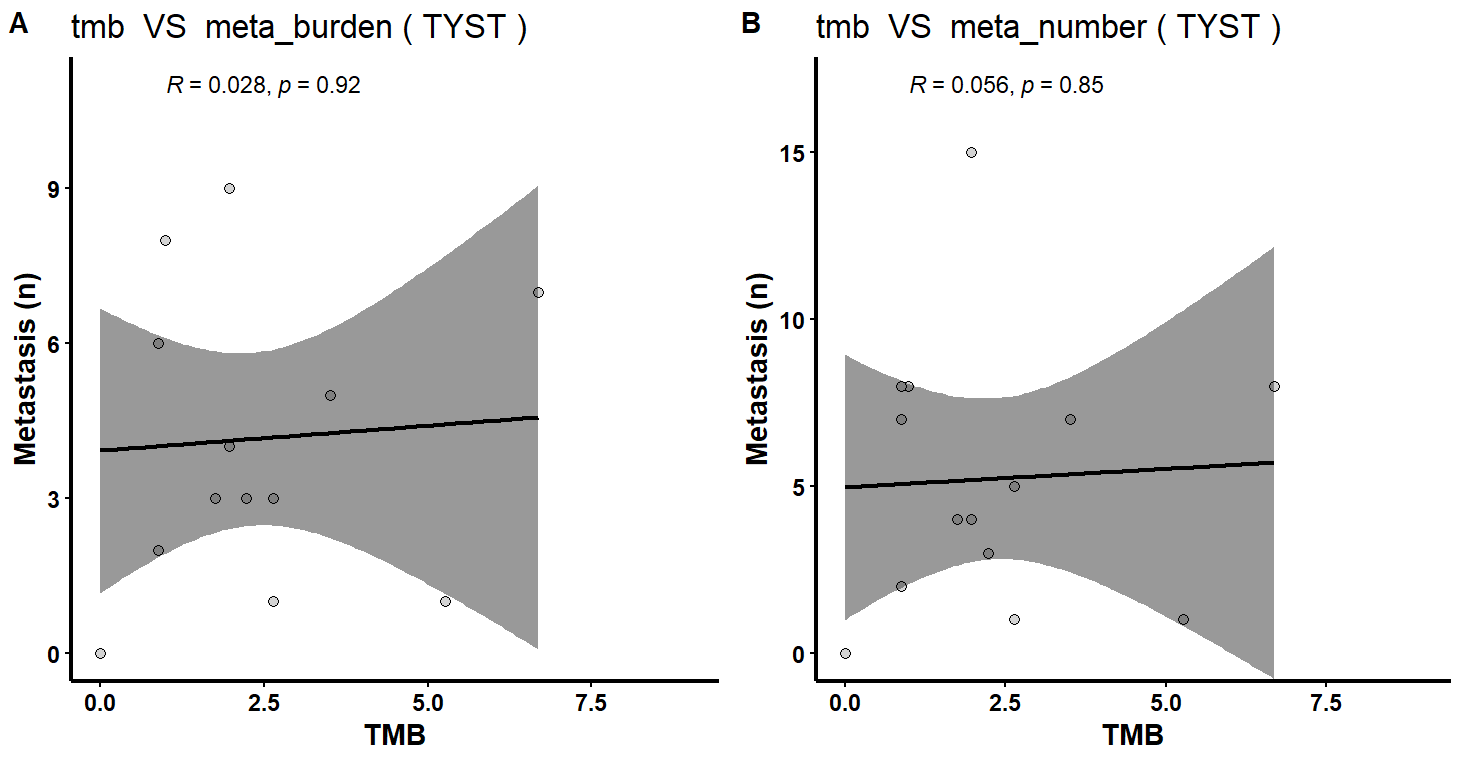 A
tmb VS meta_burden ( TYST )
R = 0.028, p = 0.92
9
6
3
0
Metastasis (n)
0.0 2.5 5.0 7.5
TMB
B
tmb VS meta_number ( TYST )
R = 0.056, p = 0.85
15
10
5
0
Metastasis (n)
0.0 2.5 5.0 7.5
TMB